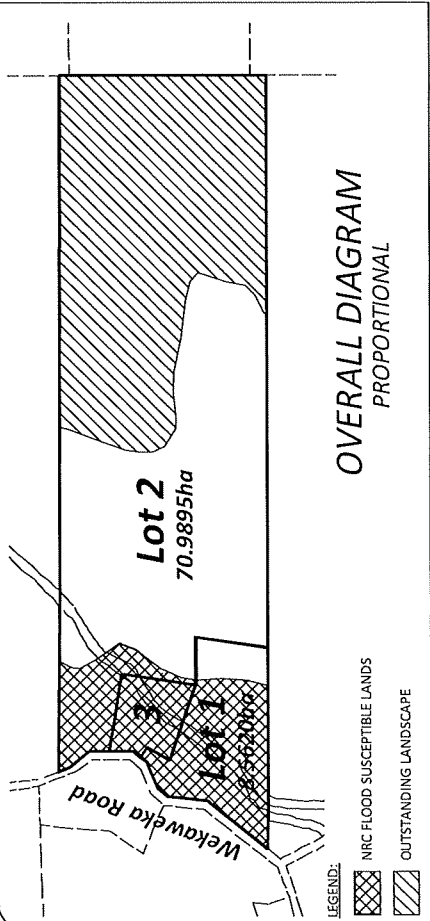 Lot 2
70.9895ha
3
Lot 1
Wekaweka Road
OVERALL DIAGRAM
PROPORTIONAL
LEGEND:
NRC FLOOD SUSCEPTIBLE LANDS
OUTSTANDING LANDSCAPE